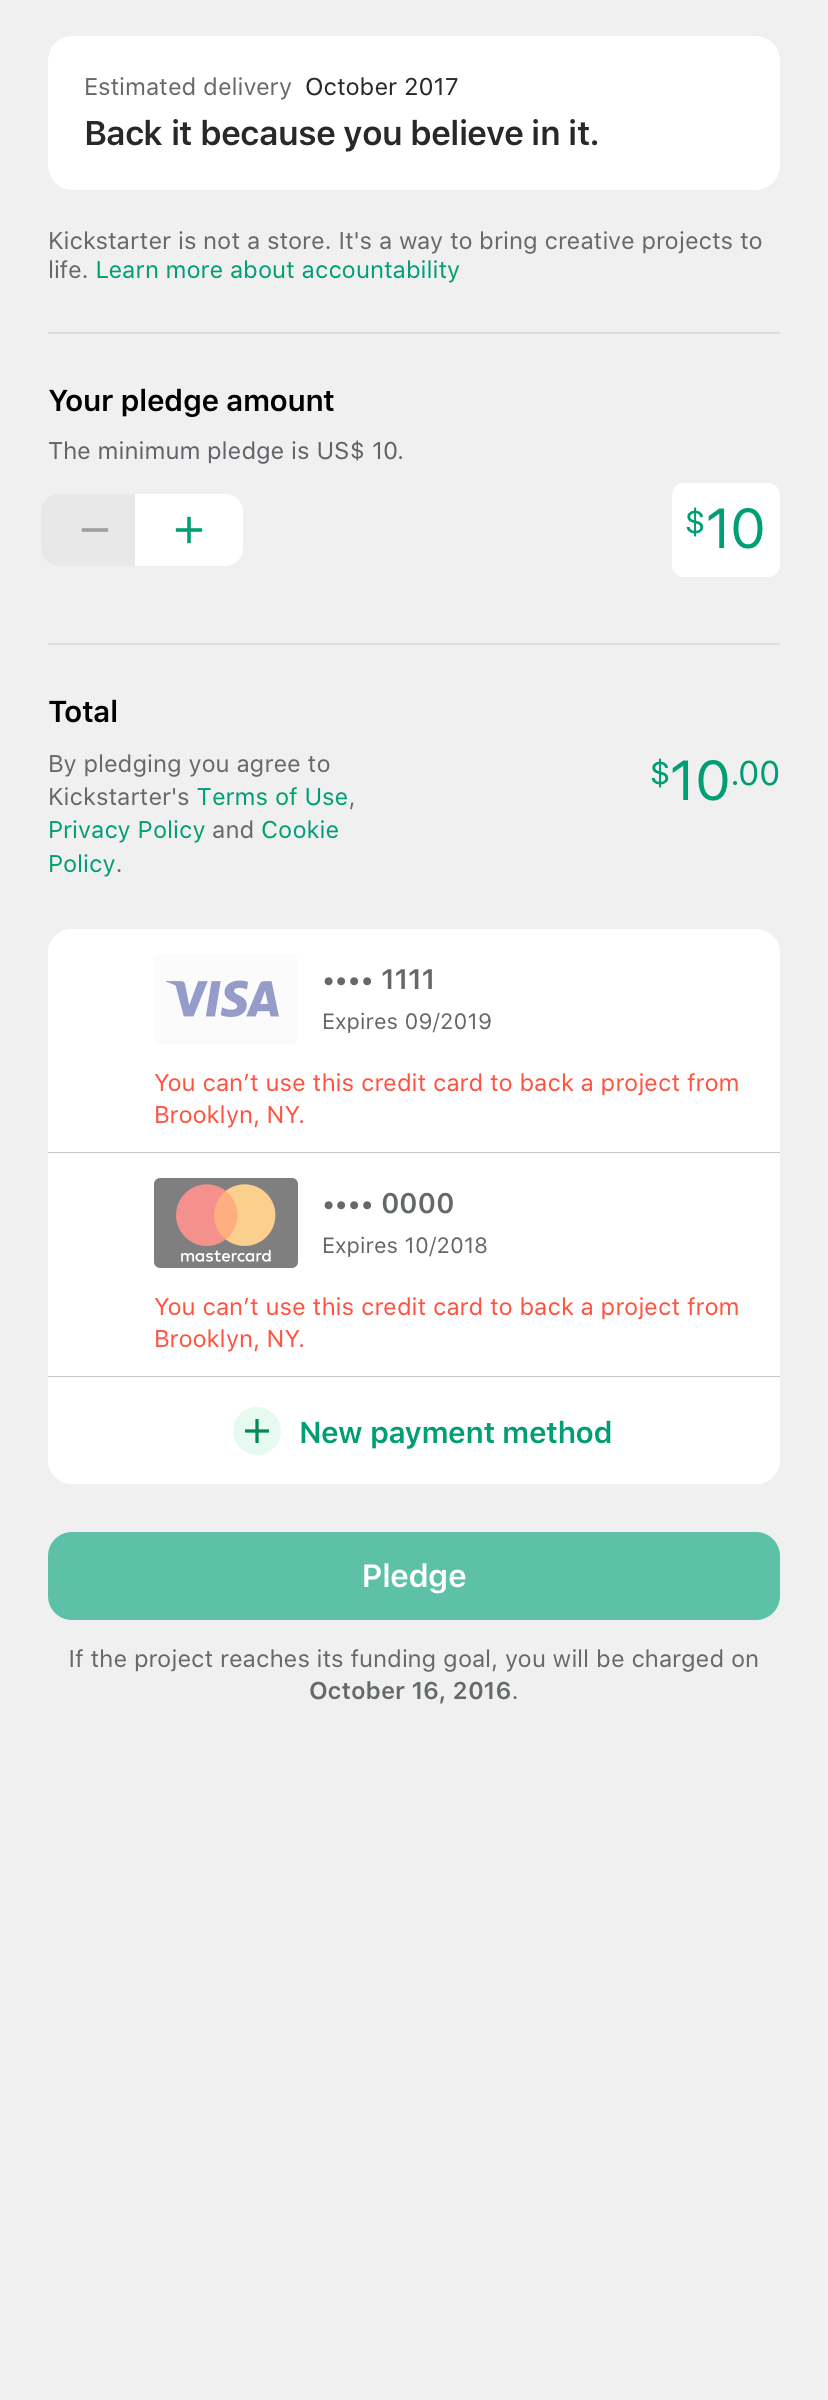 Estimated delivery October 2017
Back it because you believe in it.
Kickstarter is not a store. It's a way to bring creative projects to
life. Learn more about accountability
Your pledge amount
The minimum pledge is US$ 10.
− +
$10
Total
By pledging you agree to
Kickstarter's Terms of Use,
Privacy Policy and Cookie
Policy.
$10.00
VISA
•••• 1111
Expires 09/2019
You can’t use this credit card to back a project from
Brooklyn, NY.
mastercard
•••• 0000
Expires 10/2018
You can’t use this credit card to back a project from
Brooklyn, NY.
+ New payment method
Pledge
If the project reaches its funding goal, you will be charged on
October 16, 2016.